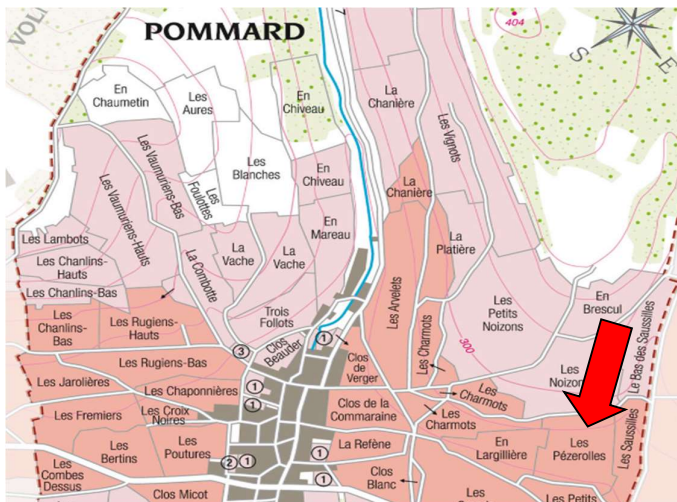 POMMARD
404
S
E
VOL
7
En
Chaumetin
Les
Aures
En
Chiveau
La
Chanière
Les Vignots
Les Vaumuriens-Bas
Les Vaumuriens-Hauts
Les
Foulottes
Les
Blanches
En
Chiveau
La
Chanière
En
Mareau
La
Platière
Les Lambots
Les Chanlins-
Hauts
Les Chanlins-Bas
La Combotte
La
Vache
La
Vache
Les Arvelets
Les
Petits
Noizons
En
Brescul
Le Bas des Saussilles
Les
Chanlins-
Bas
Les Rugiens-
Hauts
Trois
Follots
Clos
Beauder
1
Clos
de
Verger
Les Charmots
300
Les
Noizon
3
Les Rugiens-Bas
Les Jarolières
Les Chaponnières
1
1
Clos de la
Commaraine
Les
Charmots
Les
Charmots
Les Fremiers
Les Croix
Noires
Les
Bertins
Les
Poutures
2
1
La Refène
1
En
Largillière
Les
Pézerolles
Les Saussilles
Les
Combes
Dessus
Clos Micot
1
Clos
Blanc
Les
Les Petits